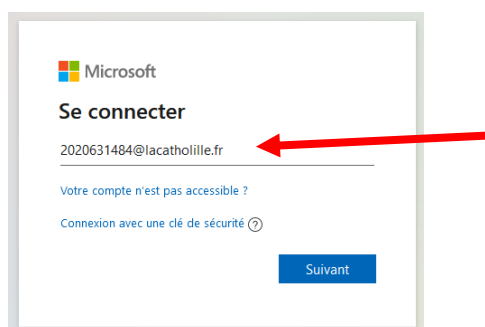 Microsoft
Se connecter
2020631484@lacatholille.fr
Votre compte n'est pas accessible ?
Connexion avec une clé de sécurité ?
Suivant